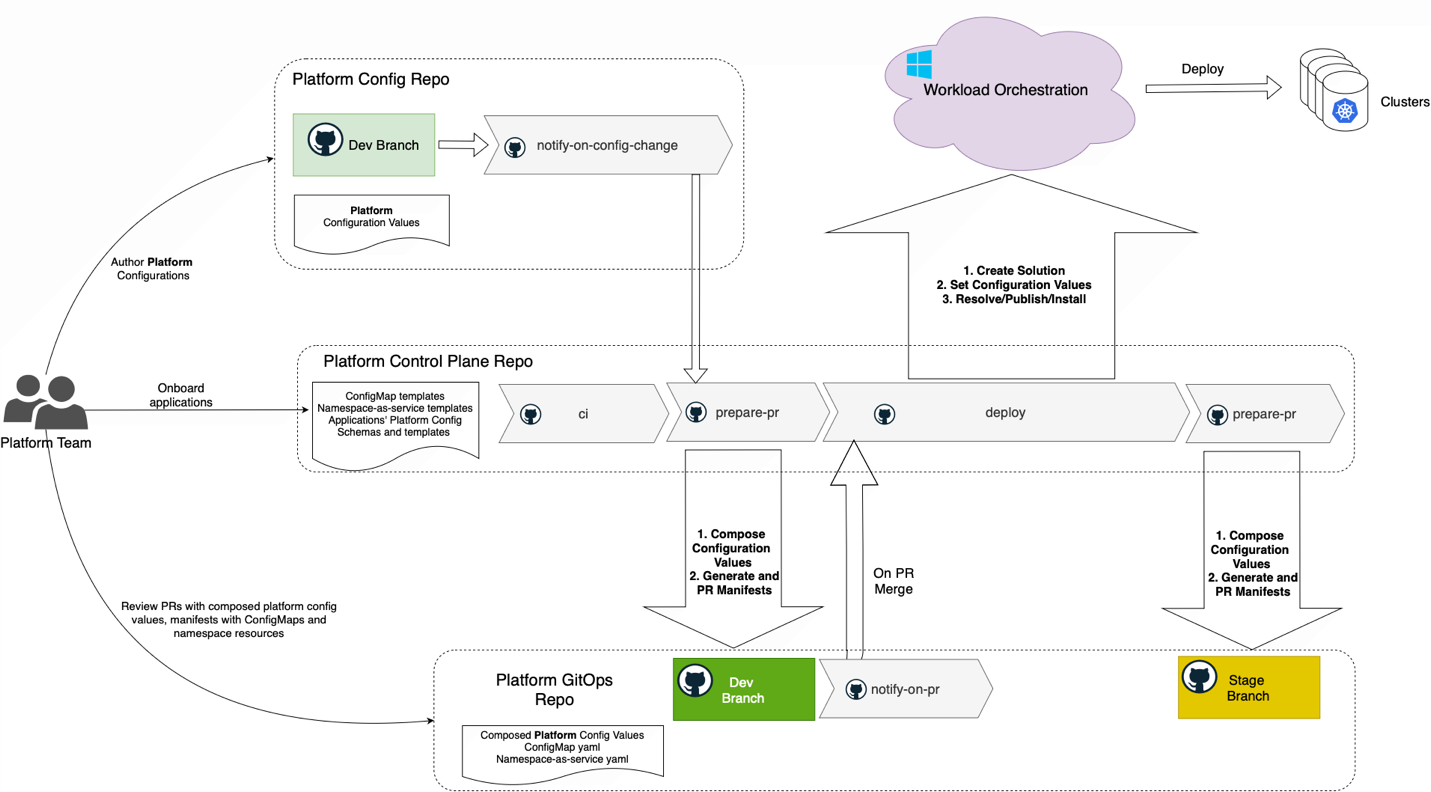 Platform Config Repo
Dev Branch
notify-on-config-change
Platform
Configuration Values
Workload Orchestration
Deploy
Clusters
Author Platform
Configurations
1. Create Solution
2. Set Configuration Values
3. Resolve/Publish/Install
Platform Control Plane Repo
Onboard
applications
Platform Team
ConfigMap templates
Namespace-as-service templates
Applications' Platform Config
Schemas and templates
ci
prepare-pr
deploy
prepare-pr
1. Compose
Configuration
Values
2. Generate and
PR Manifests
On PR
Merge
1. Compose
Configuration
Values
2. Generate and
PR Manifests
Review PRs with composed platform config
values, manifests with ConfigMaps and
namespace resources
Platform GitOps
Repo
Dev
Branch
notify-on-pr
Stage
Branch
Composed Platform Config Values
ConfigMap yaml
Namespace-as-service yaml